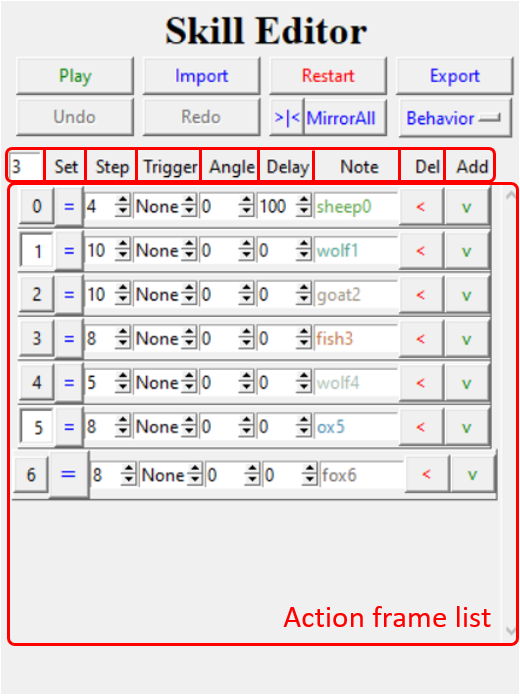 Skill Editor
Play Import Restart Export
Undo Redo >|< MirrorAll Behavior
3 Set Step Trigger Angle Delay Note Del Add
0 = 4 None 0 100 sheep0 < v
1 = 10 None 0 0 wolf1 < v
2 = 10 None 0 0 goat2 < v
3 = 8 None 0 0 fish3 < v
4 = 5 None 0 0 wolf4 < v
5 = 8 None 0 0 ox5 < v
6 = 8 None 0 0 fox6 < v
Action frame list